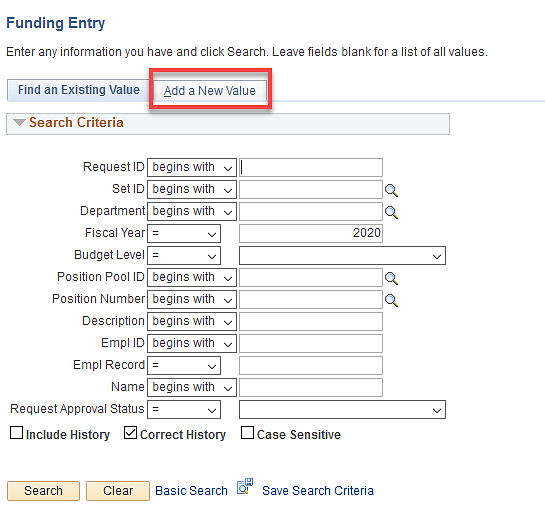 Funding Entry
Enter any information you have and click Search. Leave fields blank for a list of all values.
Find an Existing Value Add a New Value
Search Criteria
Request ID begins with
Set ID begins with
Department begins with
Fiscal Year = 2020
Budget Level =
Position Pool ID begins with
Position Number begins with
Description begins with
Empl ID begins with
Empl Record =
Name begins with
Request Approval Status =
Include History Correct History Case Sensitive
Search Clear Basic Search Save Search Criteria